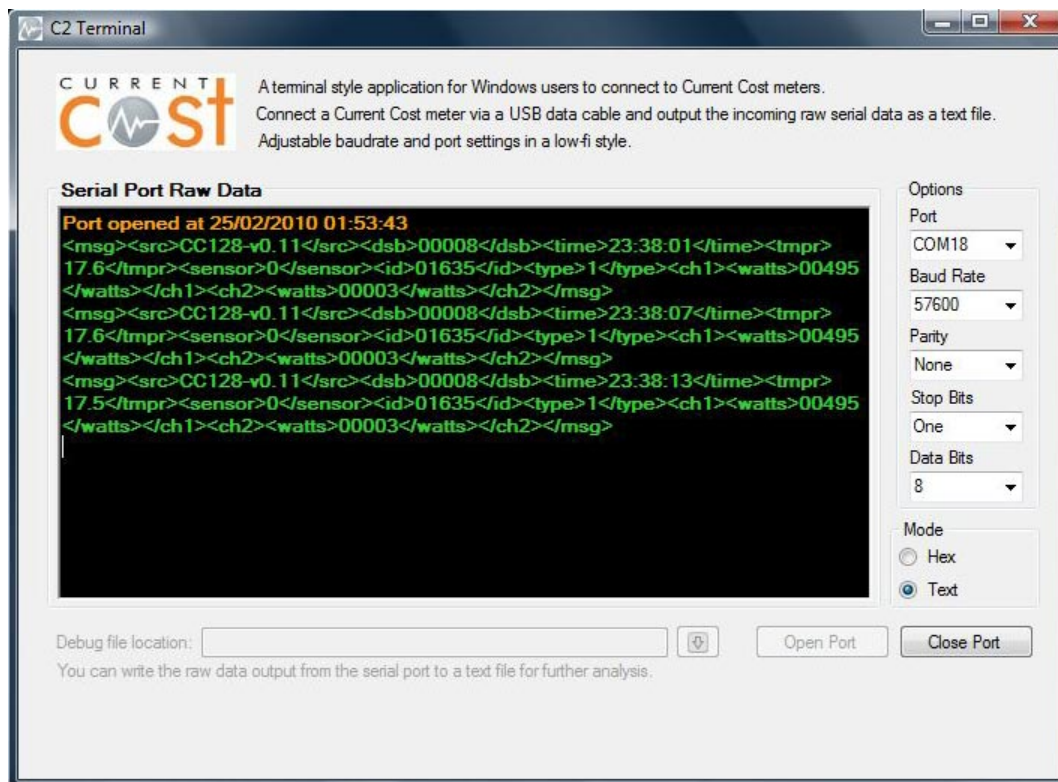 C2 Terminal
CURRENT
cost
A terminal style application for Windows users to connect to Current Cost meters.
Connect a Current Cost meter via a USB data cable and output the incoming raw serial data as a text file.
Adjustable baudrate and port settings in a low-fi style.
Serial Port Raw Data
Port opened at 25/02/2010 01:53:43
<msg><src>CC128-v0.11</src><dsb>00008</dsb><time>23:38:01</time><tmpr>
17.6</tmpr><sensor>0</sensor><id>01635</id><type>1</type><ch1><watts>00495
</watts></ch1><ch2><watts>00003</watts></ch2></msg>
<msg><src>CC128-v0.11</src><dsb>00008</dsb><time>23:38:07</time><tmpr>
17.6</tmpr><sensor>0</sensor><id>01635</id><type>1</type><ch1><watts>00495
</watts></ch1><ch2><watts>00003</watts></ch2></msg>
<msg><src>CC128-v0.11</src><dsb>00008</dsb><time>23:38:13</time><tmpr>
17.5</tmpr><sensor>0</sensor><id>01635</id><type>1</type><ch1><watts>00495
</watts></ch1><ch2><watts>00003</watts></ch2></msg>
Options
Port
COM18
Baud Rate
57600
Parity
None
Stop Bits
One
Data Bits
8
Mode
Hex
Text
Debug file location:
Open Port
Close Port
You can write the raw data output from the serial port to a text file for further analysis.